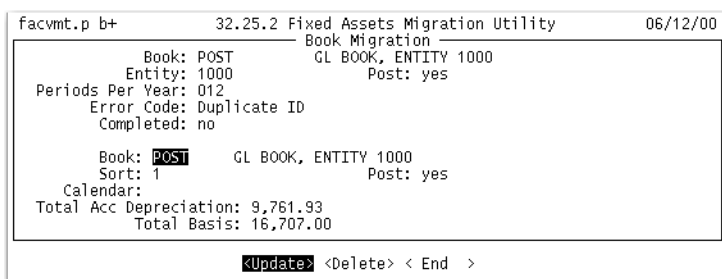 facvmt.p b+ 32.25.2 Fixed Assets Migration Utility 06/12/00
Book Migration
Book: POST GL BOOK, ENTITY 1000
Entity: 1000 Post: yes
Periods Per Year: 012
Error Code: Duplicate ID
Completed: no
Book: POST GL BOOK, ENTITY 1000
Sort: 1 Post: yes
Calendar:
Total Acc Depreciation: 9,761.93
Total Basis: 16,707.00
<Update> <Delete> < End >